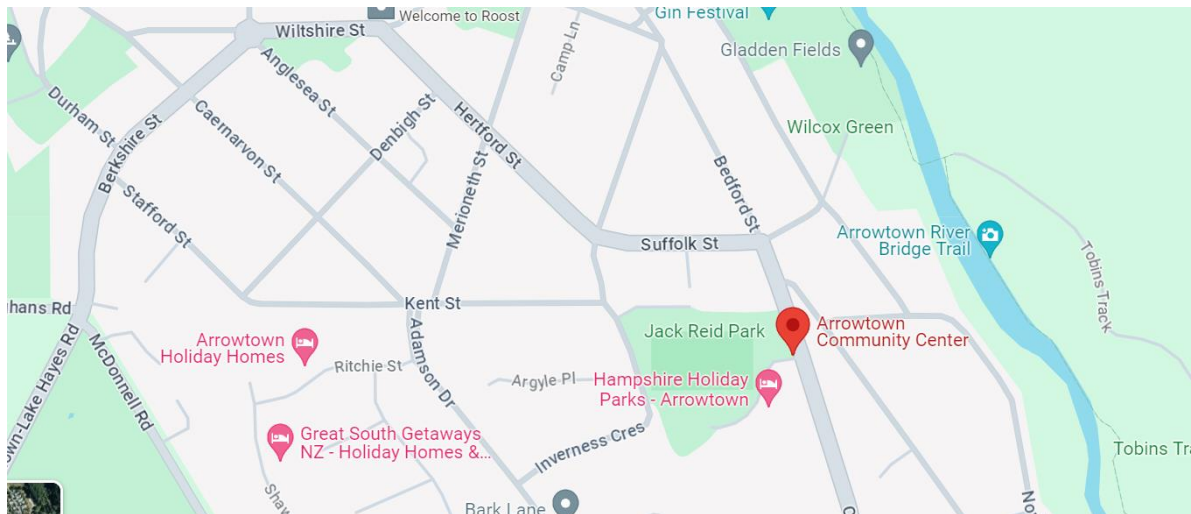 Welcome to Roost
Gin Festival
Wiltshire St
Gladden Fields
Anglesea St
Camp Ln
Durham St
Caernarvon St
Denbigh St
Hertford St
Berkshire St
Wilcox Green
Merioneth St
Bedford St
Stafford St
Suffolk St
Arrowtown River
Bridge Trail
Tobins Track
uhans Rd
Kent St
Jack Reid Park
Arrowtown
Community Center
Arrowtown
Holiday Homes
Ritchie St
Adamson Dr
McDonnell Rd
own-Lake Hayes Rd
Argyle Pl
Hampshire Holiday
Parks - Arrowtown
Great South Getaways
NZ - Holiday Homes &...
Inverness Cres
Tobins Tra
Shaw
Bark Lane